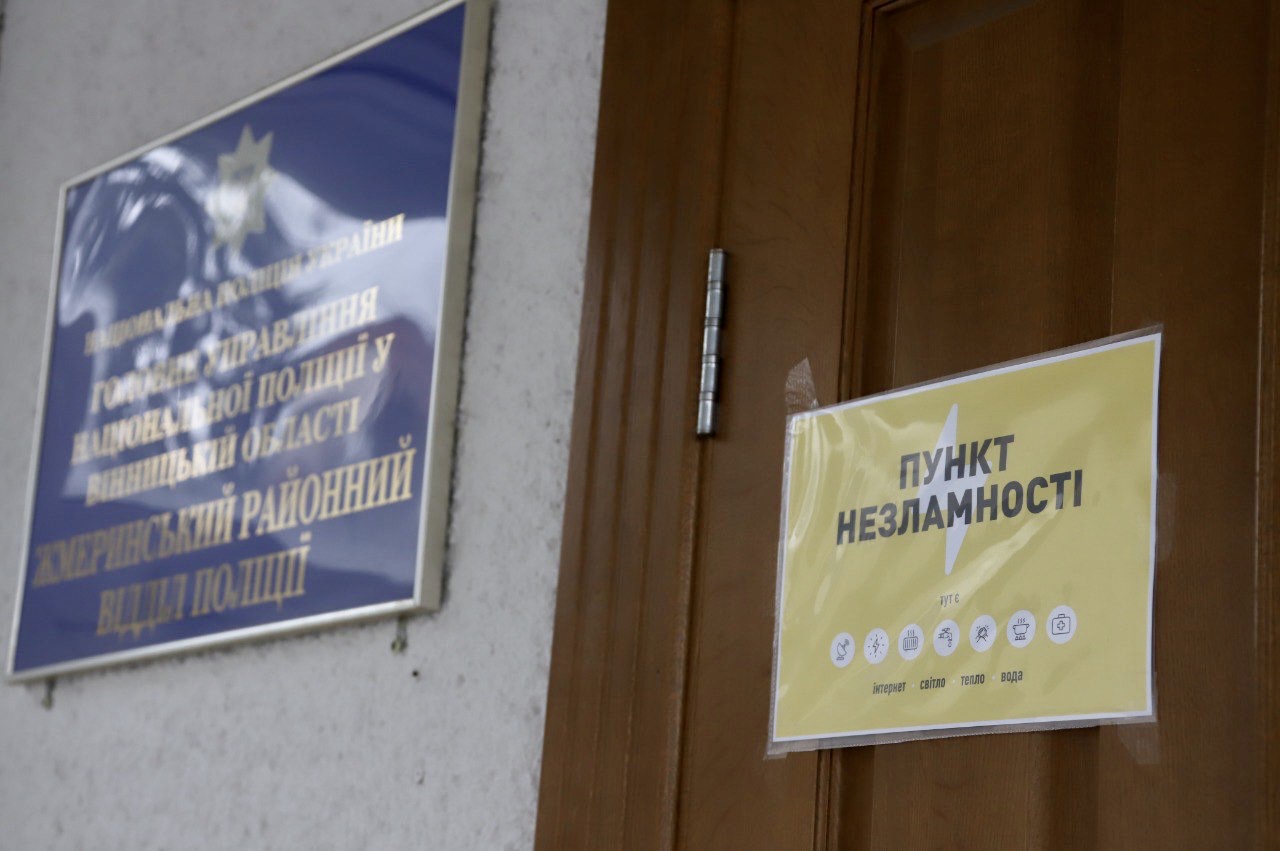 НАЦІОНАЛЬНА ПОЛІЦІЯ УКРАЇНИ
ГОЛОВНЕ УПРАВЛІННЯ
НАЦІОНАЛЬНОЇ ПОЛІЦІЇ У
ВІННИЦЬКІЙ ОБЛАСТІ
ЖМЕРИНСЬКИЙ РАЙОННИЙ
ВІДДІЛ ПОЛІЦІЇ
ПУНКТ
НЕЗЛАМНОСТІ
тут є
інтернет · світло · тепло · вода